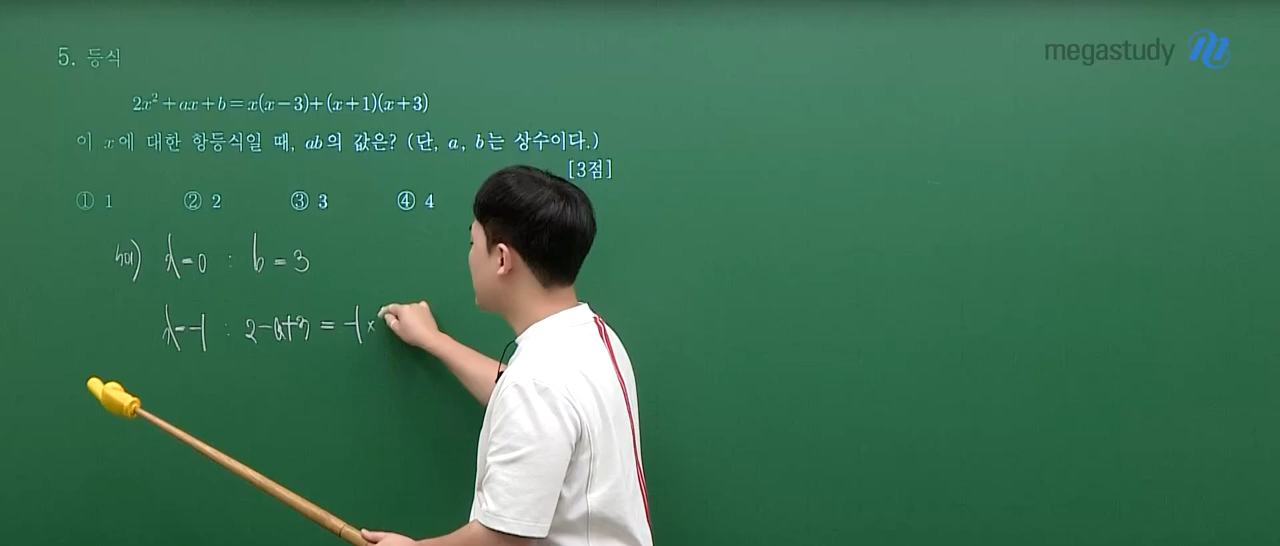 megastudy
5. 등식
2x² + ax + b = x(x-3)+(x+1)(x+3)
이 x에 대한 항등식일 때, ab의 값은? (단, a, b는 상수이다.)
[3점]
① 1 ② 2 ③ 3 ④ 4
x=0 : b=3
x=-1 : 2-a+3 = -1×